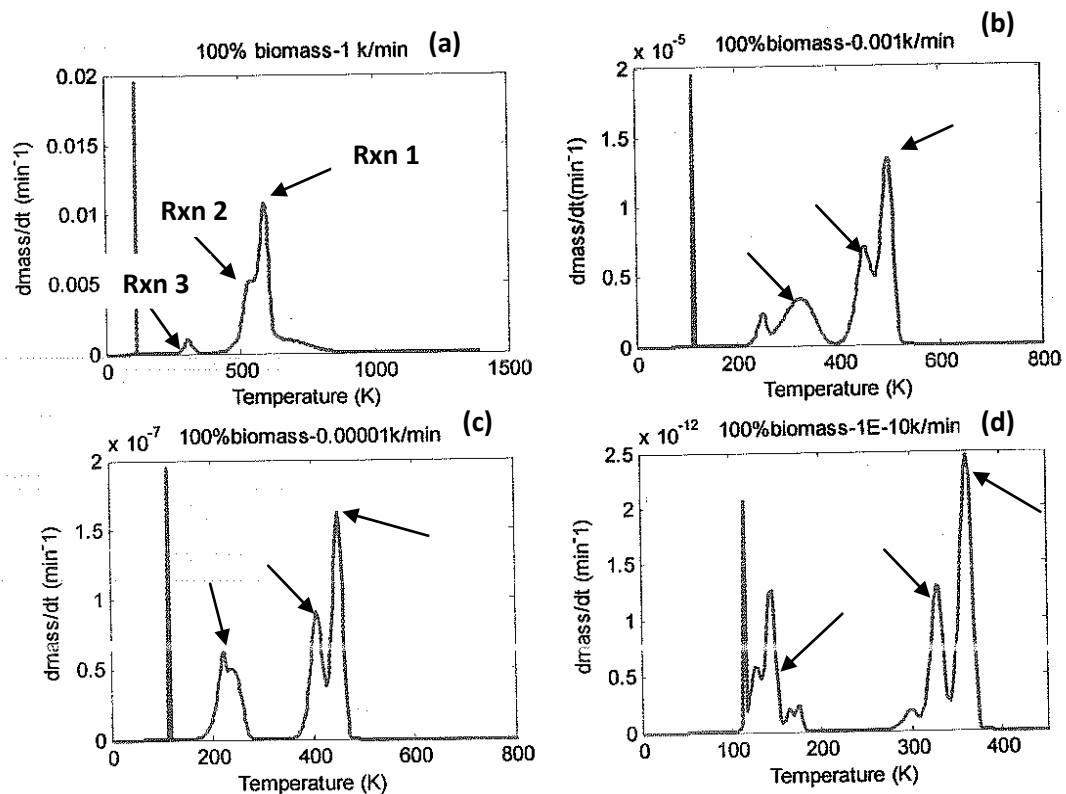 100% biomass-1 k/min (a)
0.02
0.015
0.01
0.005
0
dmass/dt (min⁻¹)
Rxn 1
Rxn 2
Rxn 3
0 500 1000 1500
Temperature (K)
x 10⁻⁵ 100%biomass-0.001k/min (b)
2
1.5
1
0.5
0
dmass/dt(min⁻¹)
0 200 400 600 800
Temperature (K)
x 10⁻⁷ 100%biomass-0.00001k/min (c)
2
1.5
1
0.5
0
dmass/dt (min⁻¹)
0 200 400 600 800
Temperature (K)
x 10⁻¹² 100%biomass-1E-10k/min (d)
2.5
2
1.5
1
0.5
0
dmass/dt (min⁻¹)
0 100 200 300 400
Temperature (K)